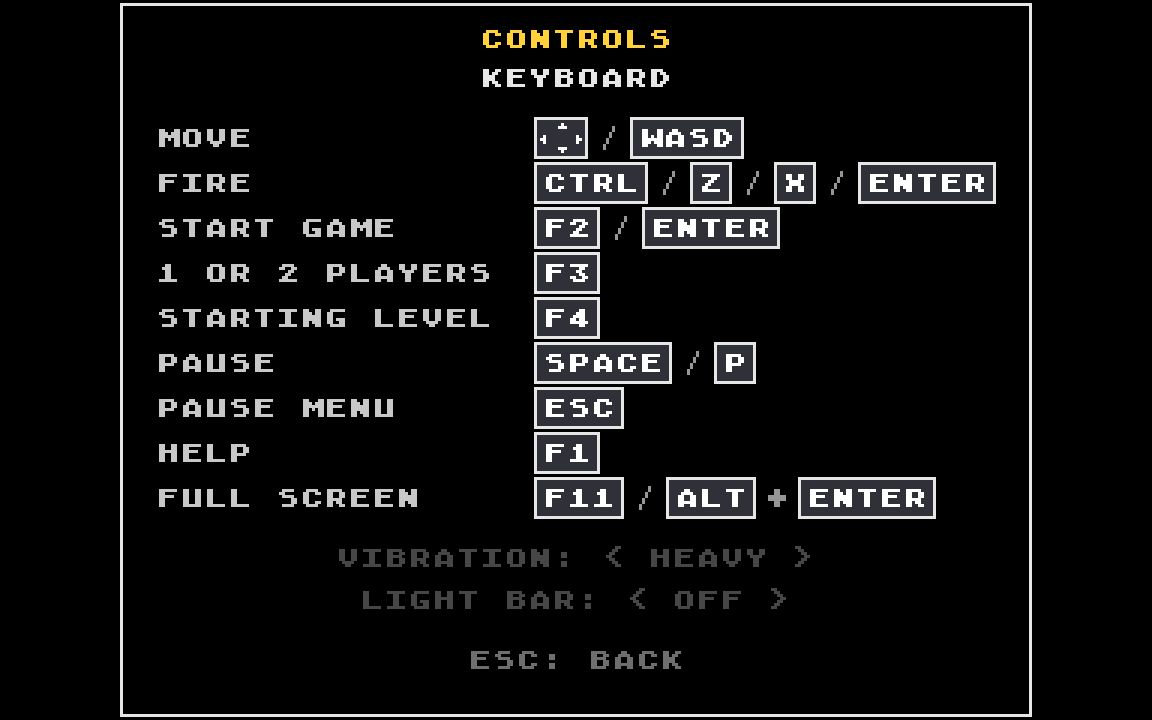 CONTROLS
KEYBOARD
MOVE / WASD
FIRE CTRL / Z / X / ENTER
START GAME F2 / ENTER
1 OR 2 PLAYERS F3
STARTING LEVEL F4
PAUSE SPACE / P
PAUSE MENU ESC
HELP F1
FULL SCREEN F11 / ALT + ENTER
VIBRATION: < HEAVY >
LIGHT BAR: < OFF >
ESC: BACK